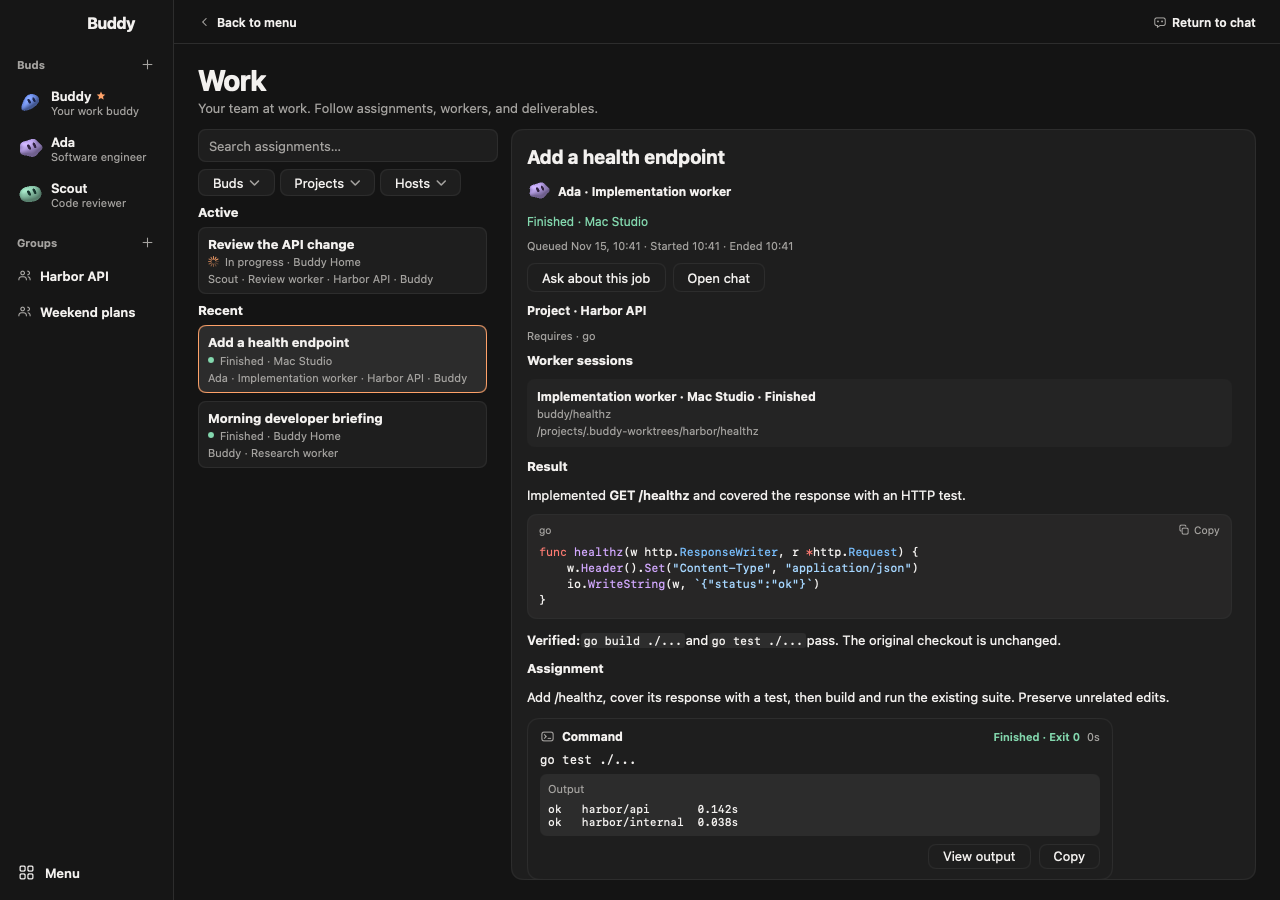 Buddy
Back to menu
Return to chat
Buds
Buddy
Your work buddy
Ada
Software engineer
Scout
Code reviewer
Groups
Harbor API
Weekend plans
Menu
Work
Your team at work. Follow assignments, workers, and deliverables.
Search assignments...
Buds
Projects
Hosts
Active
Review the API change
In progress · Buddy Home
Scout · Review worker · Harbor API · Buddy
Recent
Add a health endpoint
Finished · Mac Studio
Ada · Implementation worker · Harbor API · Buddy
Morning developer briefing
Finished · Buddy Home
Buddy · Research worker
Add a health endpoint
Ada · Implementation worker
Finished · Mac Studio
Queued Nov 15, 10:41 · Started 10:41 · Ended 10:41
Ask about this job
Open chat
Project · Harbor API
Requires · go
Worker sessions
Implementation worker · Mac Studio · Finished
buddy/healthz
/projects/.buddy-worktrees/harbor/healthz
Result
Implemented GET /healthz and covered the response with an HTTP test.
go
Copy
func healthz(w http.ResponseWriter, r *http.Request) {
    w.Header().Set("Content-Type", "application/json")
    io.WriteString(w, `{"status":"ok"}`)
}
Verified: go build ./... and go test ./... pass. The original checkout is unchanged.
Assignment
Add /healthz, cover its response with a test, then build and run the existing suite. Preserve unrelated edits.
Command
Finished · Exit 0 0s
go test ./...
Output
ok harbor/api 0.142s
ok harbor/internal 0.038s
View output
Copy